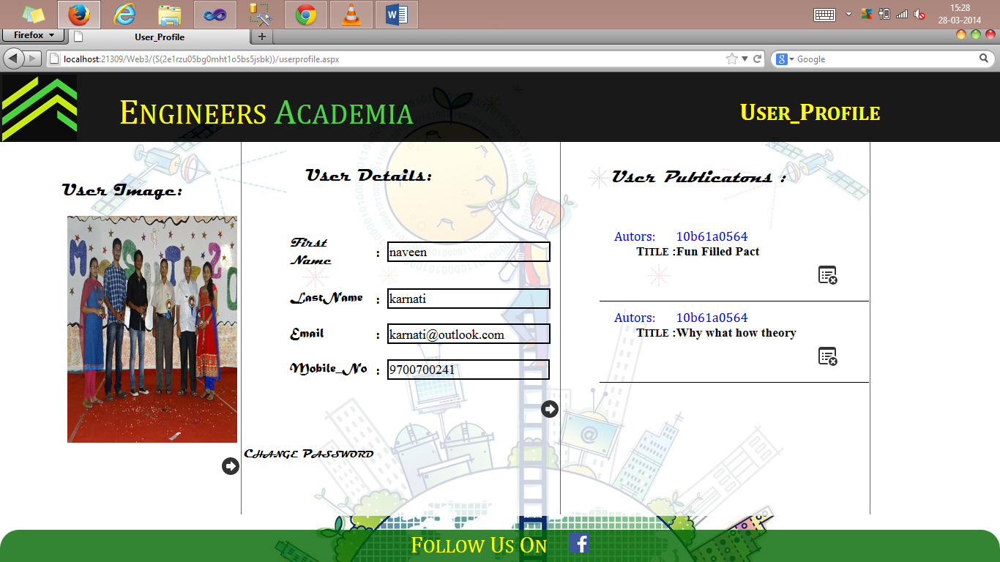 15:28
28-03-2014
Firefox
User_Profile
localhost:21309/Web3/(S(2e1rzu05bg0mht1o5bs5jsbk))/userprofile.aspx
Google
ENGINEERS ACADEMIA
USER_PROFILE
User Image:
User Details:
First
Name
:
naveen
LastName : karnati
Email : karnati@outlook.com
Mobile_No : 9700700241
CHANGE PASSWORD
User Publicatons :
Autors: 10b61a0564
TITLE :Fun Filled Pact
Autors: 10b61a0564
TITLE :Why what how theory
FOLLOW US ON